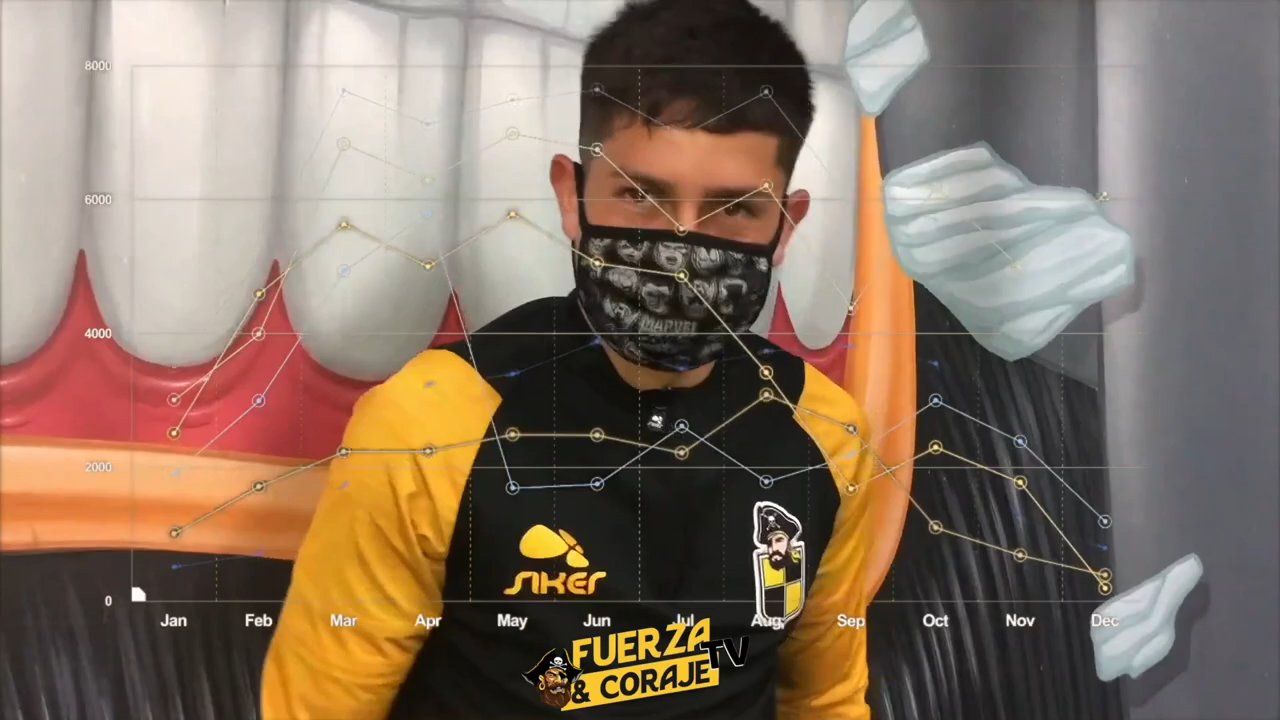 8000
6000
4000
2000
0
Jan Feb Mar Apr May Jun Jul Aug Sep Oct Nov Dec
MARVEL
SIKER
FUERZA
& CORAJE
TV